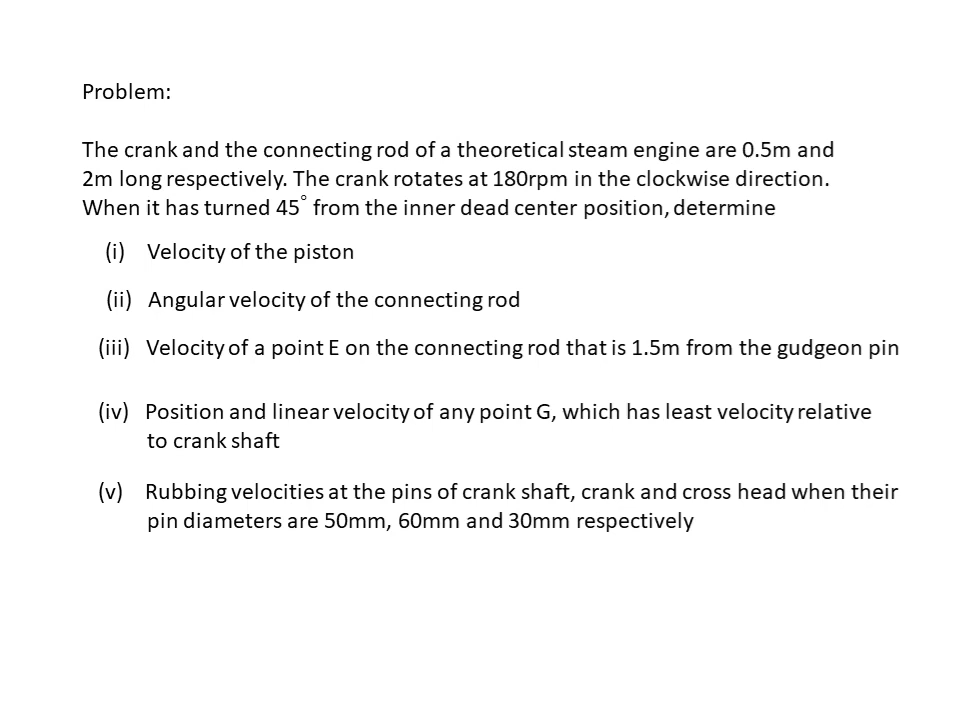 Problem:
The crank and the connecting rod of a theoretical steam engine are 0.5m and
2m long respectively. The crank rotates at 180rpm in the clockwise direction.
When it has turned 45° from the inner dead center position, determine
(i) Velocity of the piston
(ii) Angular velocity of the connecting rod
(iii) Velocity of a point E on the connecting rod that is 1.5m from the gudgeon pin
(iv) Position and linear velocity of any point G, which has least velocity relative
to crank shaft
(v) Rubbing velocities at the pins of crank shaft, crank and cross head when their
pin diameters are 50mm, 60mm and 30mm respectively